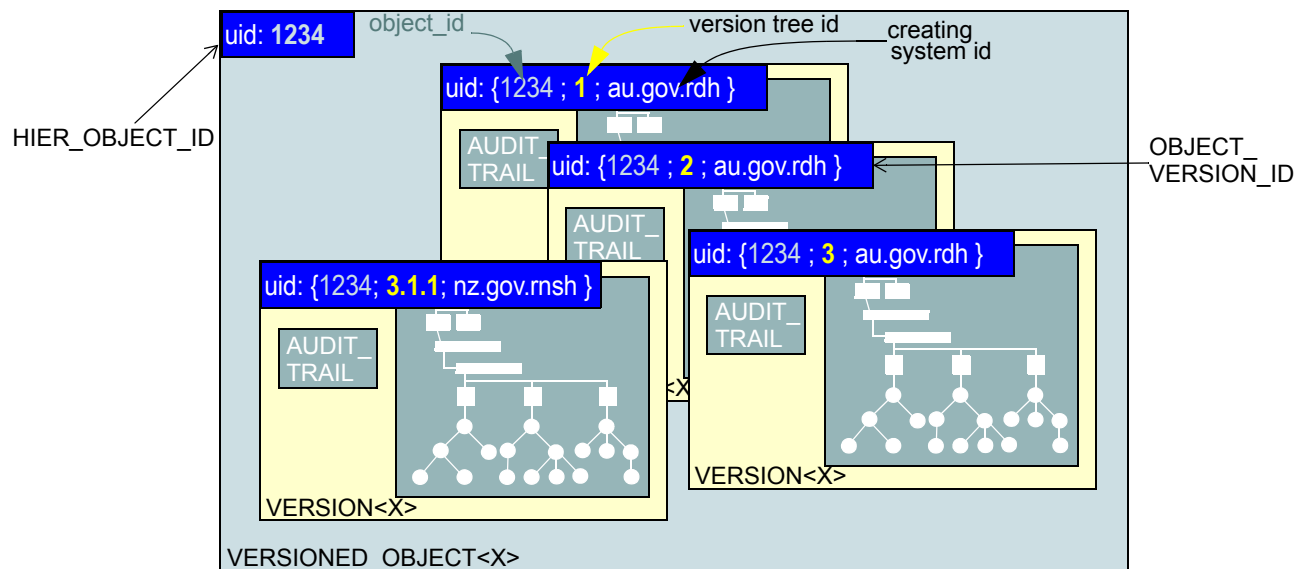 uid: 1234
object_id
version tree id
creating
system id
uid: {1234 ; 1 ; au.gov.rdh }
HIER_OBJECT_ID
AUDIT_
TRAIL
uid: {1234 ; 2 ; au.gov.rdh }
OBJECT_
VERSION_ID
AUDIT_
TRAIL
uid: {1234 ; 3 ; au.gov.rdh }
uid: {1234; 3.1.1; nz.gov.rnsh }
AUDIT_
TRAIL
AUDIT_
TRAIL
<X>
VERSION<X>
VERSION<X>
VERSIONED_OBJECT<X>